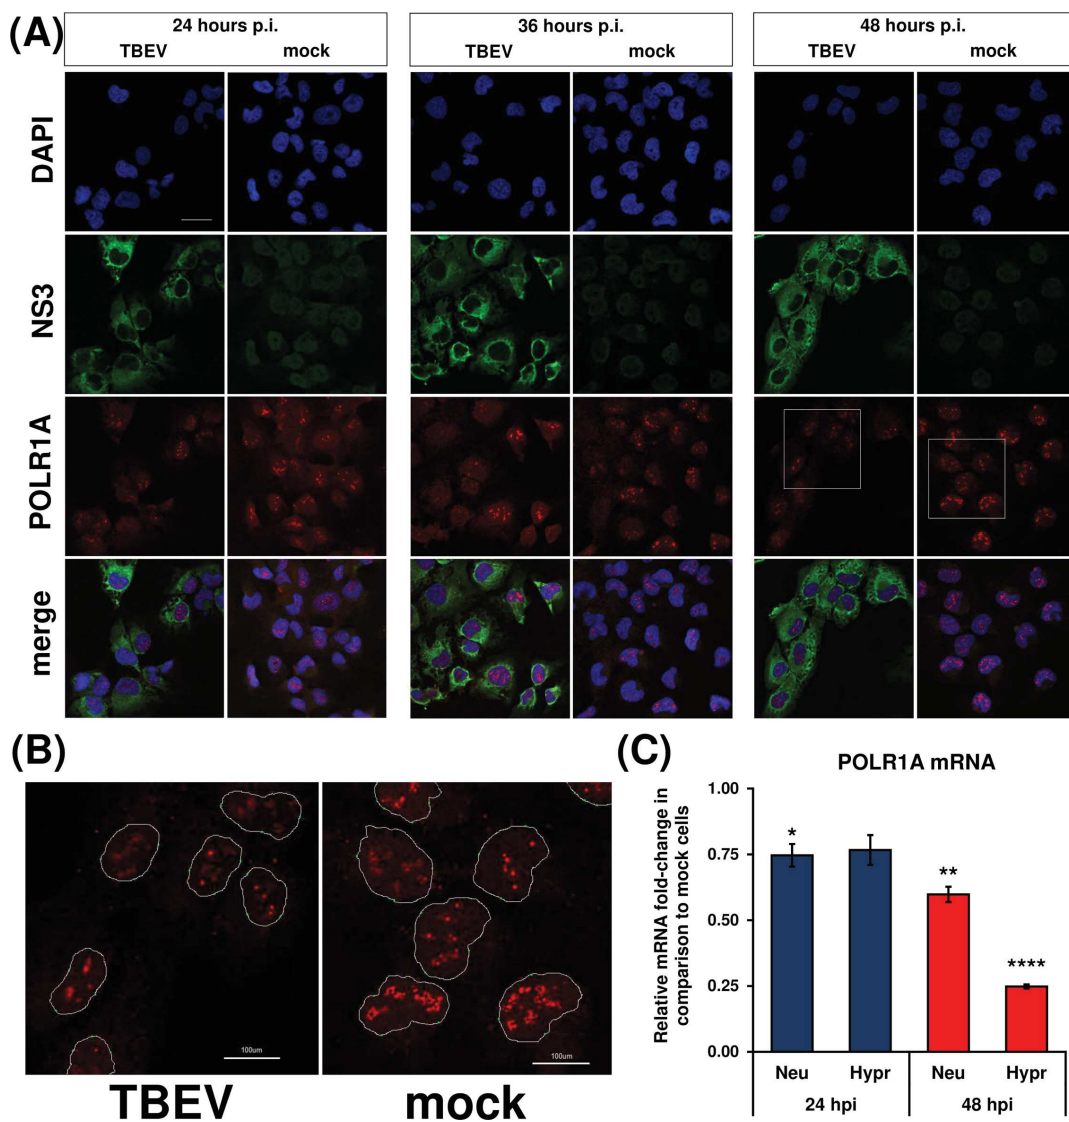 (A)
24 hours p.i.
TBEV mock
36 hours p.i.
TBEV mock
48 hours p.i.
TBEV mock
DAPI
NS3
POLR1A
merge
(B)
100um
100um
TBEV mock
(C)
POLR1A mRNA
Relative mRNA fold-change in
comparison to mock cells
1.00
0.75
0.50
0.25
0.00
*
**
****
Neu Hypr Neu Hypr
24 hpi 48 hpi